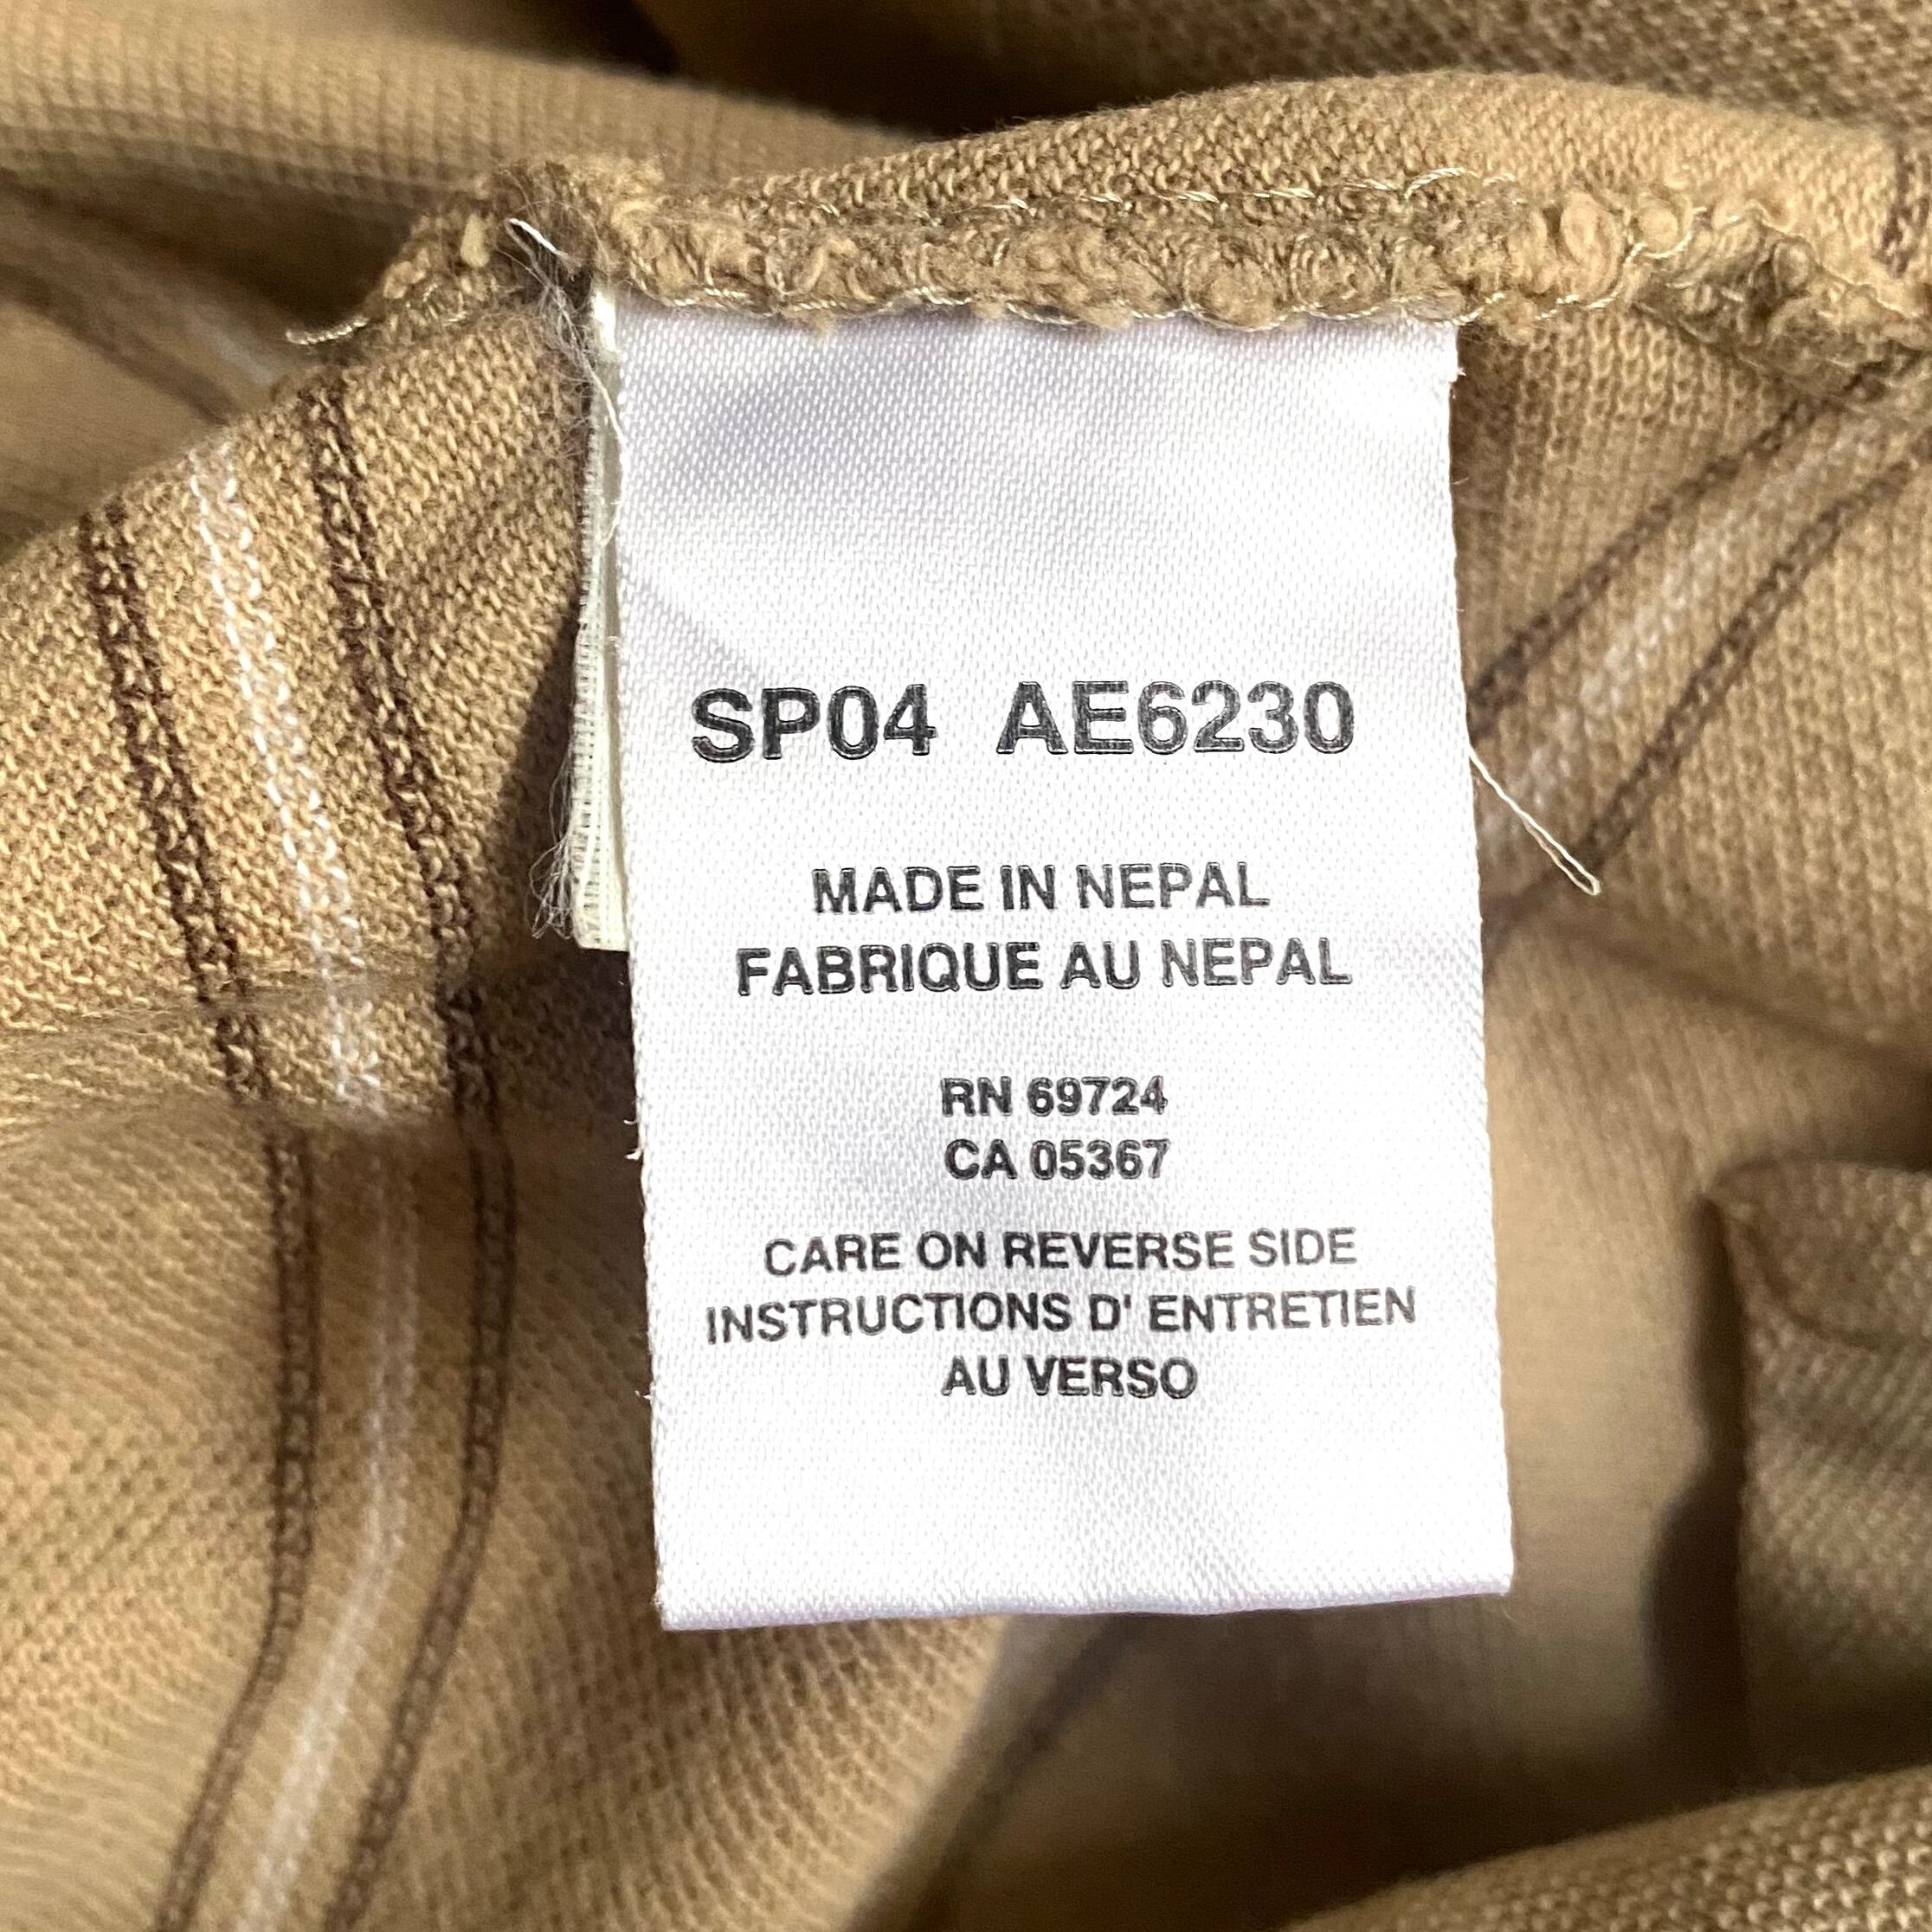 SP04 AE6230
MADE IN NEPAL
FABRIQUE AU NEPAL
RN 69724
CA 05367
CARE ON REVERSE SIDE
INSTRUCTIONS D' ENTRETIEN
AU VERSO